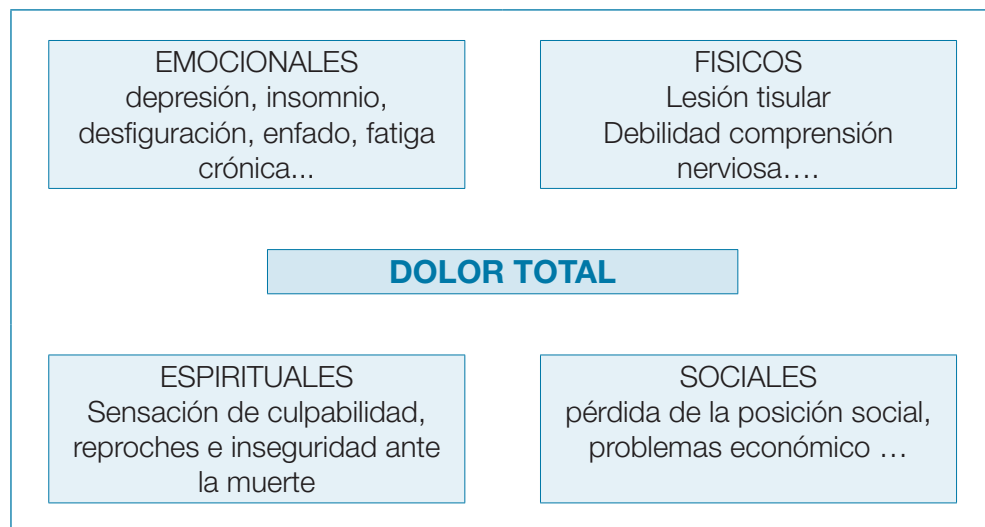 EMOCIONALES
depresión, insomnio,
desfiguración, enfado, fatiga
crónica...
FISICOS
Lesión tisular
Debilidad comprensión
nerviosa….
DOLOR TOTAL
ESPIRITUALES
Sensación de culpabilidad,
reproches e inseguridad ante
la muerte
SOCIALES
pérdida de la posición social,
problemas económico …